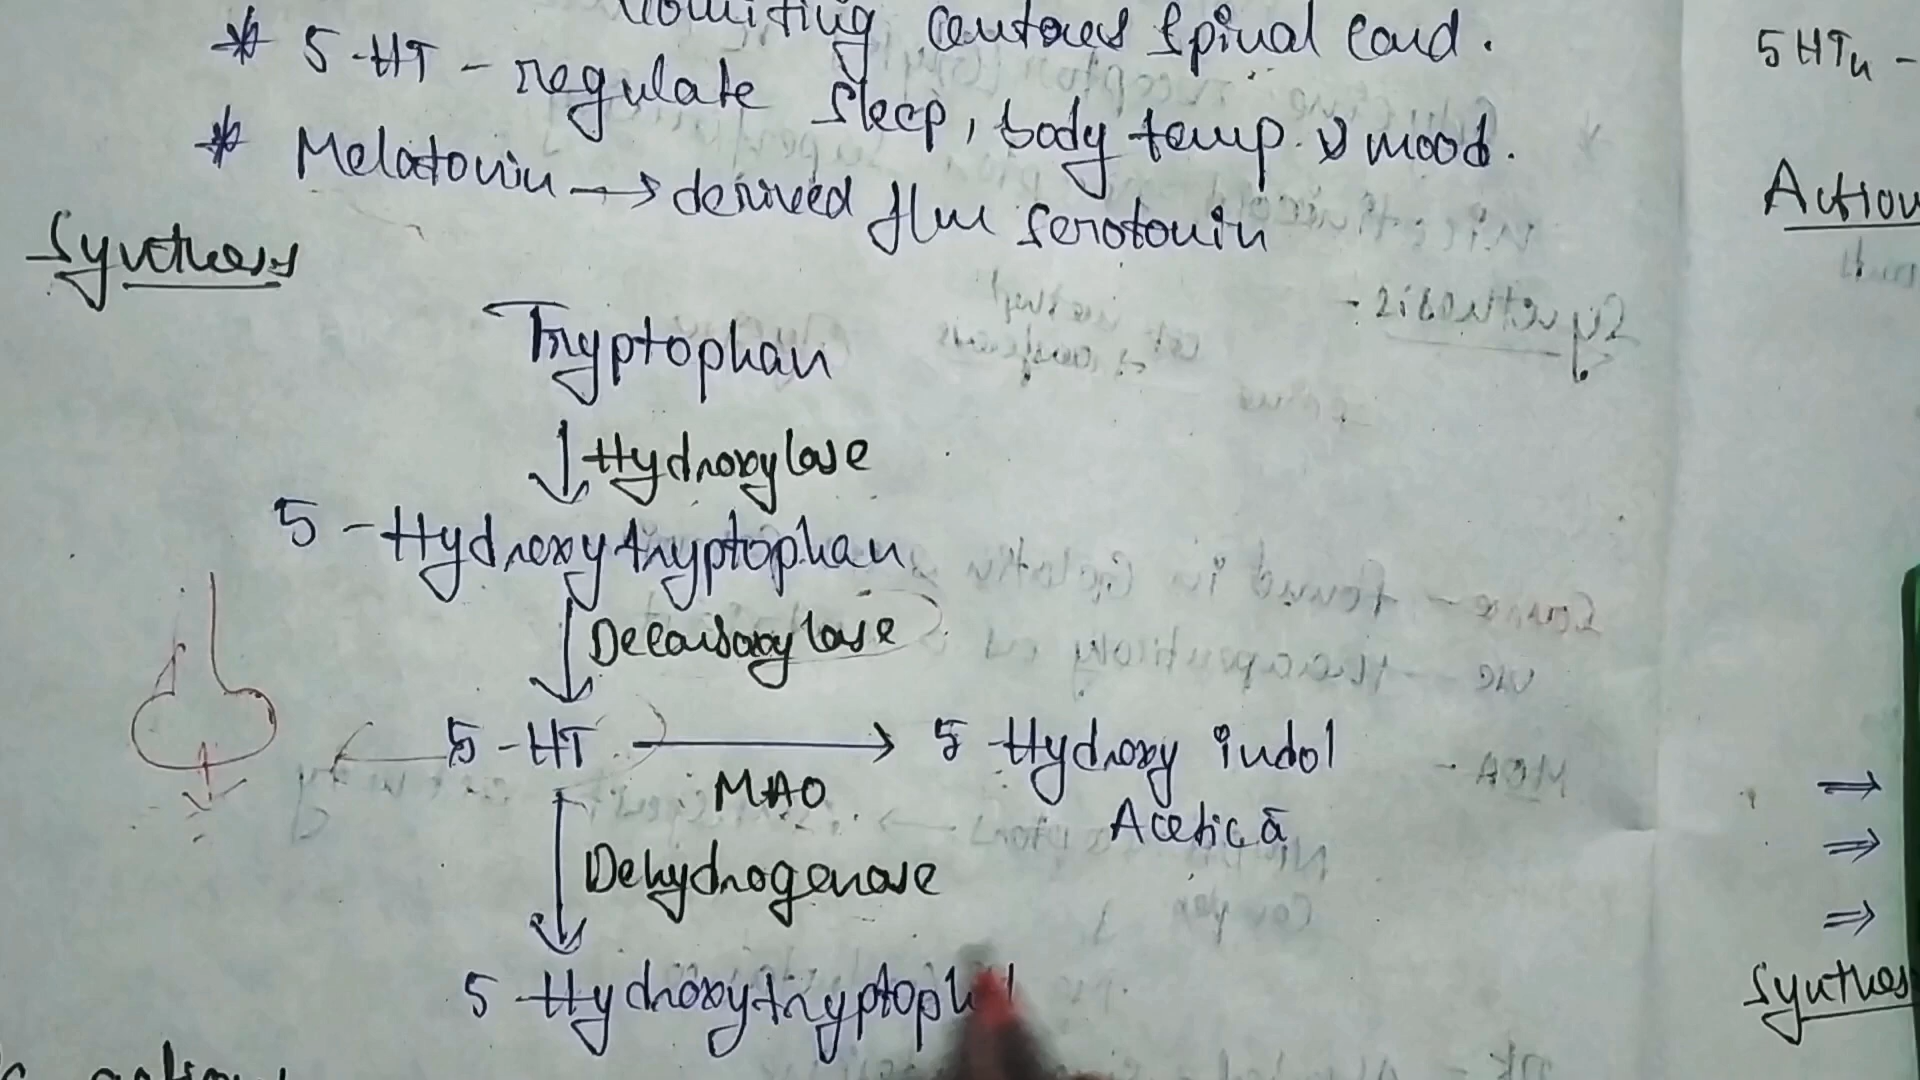 Vomiting centres spinal cord.
* 5-HT - regulate sleep, body temp. & mood.
* Melatonin → derived from serotonin
Synthesis
Tryptophan
↓ Hydroxylase
5-Hydroxytryptophan
↓ Decarboxylase
5-HT → 5 Hydroxy indol
MAO
Acetic a
↓ Dehydrogenase
5-Hydroxytryptoph
5HT4 -
Action
⇒
⇒
⇒
Synthes